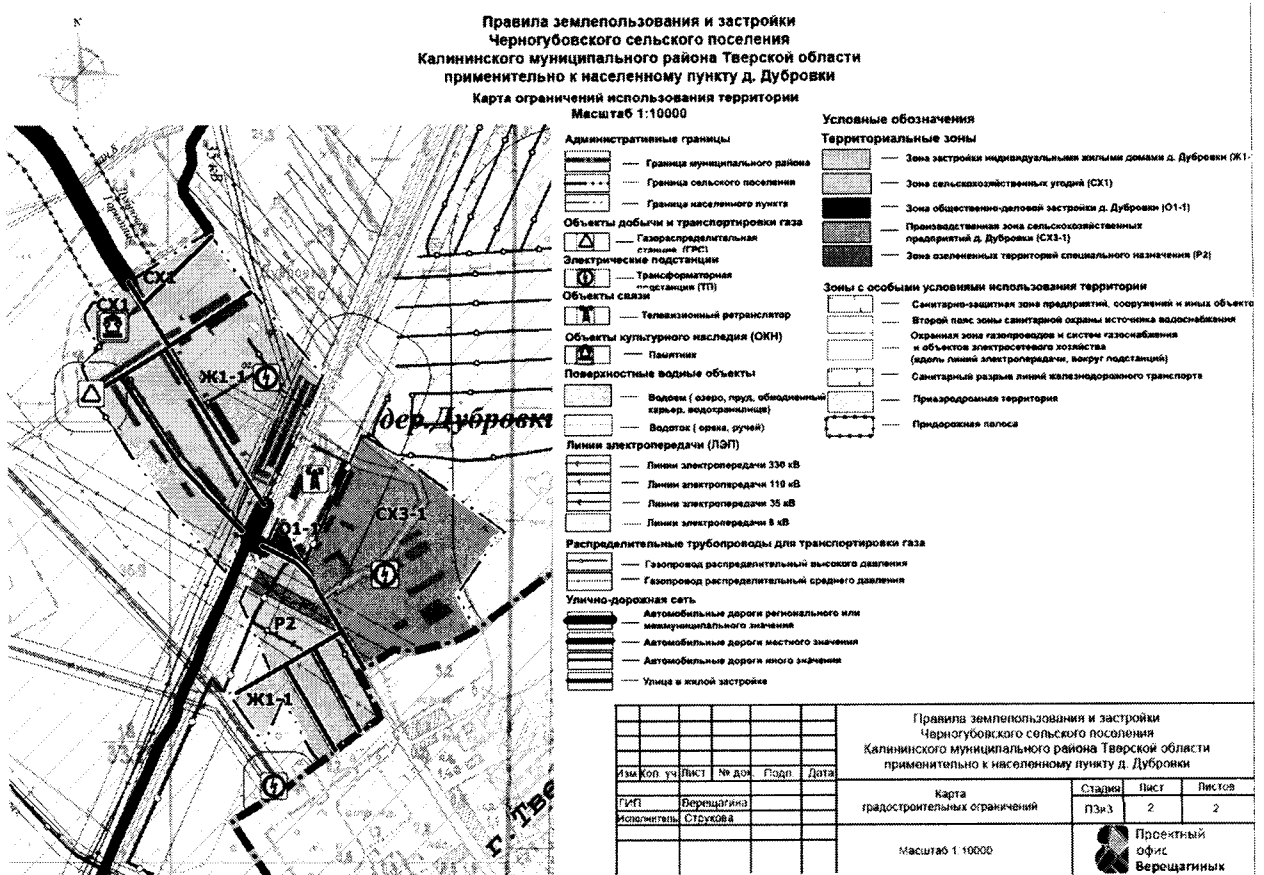 Правила землепользования и застройки
Черногубовского сельского поселения
Калининского муниципального района Тверской области
применительно к населенному пункту д. Дубровки
Карта ограничений использования территории
Масштаб 1:10000
N
35 кВ
СХ1
СХ1
Ж1-1
дер.Дубровки
О1-1
СХ3-1
Р2
Ж1-1
г. Тве
Административные границы
Граница муниципального района
Граница сельского поселения
Граница населенного пункта
Объекты добычи и транспортировки газа
Газораспределительная
станция (ГРС)
Электрические подстанции
Трансформаторная
подстанция (ТП)
Объекты связи
Телевизионный ретранслятор
Объекты культурного наследия (ОКН)
Памятник
Поверхностные водные объекты
Водоем ( озеро, пруд, обводненный
карьер, водохранилище)
Водоток ( орека, ручей)
Линии электропередачи (ЛЭП)
Линии электропередачи 330 кВ
Линии электропередачи 110 кВ
Линии электропередачи 35 кВ
Линии электропередачи 6 кВ
Распределительные трубопроводы для транспортировки газа
Газопровод распределительный высокого давления
Газопровод распределительный среднего давления
Улично-дорожная сеть
Автомобильные дороги регионального или
межмуниципального значения
Автомобильные дороги местного значения
Автомобильные дороги иного значения
Улица в жилой застройке
Условные обозначения
Территориальные зоны
Зона застройки индивидуальными жилыми домами д. Дубровки (Ж1-
Зона сельскохозяйственных угодий (СХ1)
Зона общественно-деловой застройки д. Дубровки (О1-1)
Производственная зона сельскохозяйственных
предприятий д. Дубровки (СХ3-1)
Зона озелененных территорий специального назначения (Р2)
Зоны с особыми условиями использования территории
Санитарно-защитная зона предприятий, сооружений и иных объекто
Второй пояс зоны санитарной охраны источника водоснабжения
Охранная зона газопроводов и систем газоснабжения
и объектов электросетевого хозяйства
(вдоль линий электропередачи, вокруг подстанций)
Санитарный разрыв линий железнодорожного транспорта
Приаэродромная территория
Придорожная полоса
Правила землепользования и застройки
Черногубовского сельского поселения
Калининского муниципального района Тверской области
применительно к населенному пункту д. Дубровки
Изм Кол. уч Лист № док Подп. Дата
ГИП Верещагина
Исполнитель Струкова
Карта
градостроительных ограничений
Стадия Лист Листов
ПЗиЗ 2 2
Масштаб 1:10000
Проектный
офис
Верещагиных